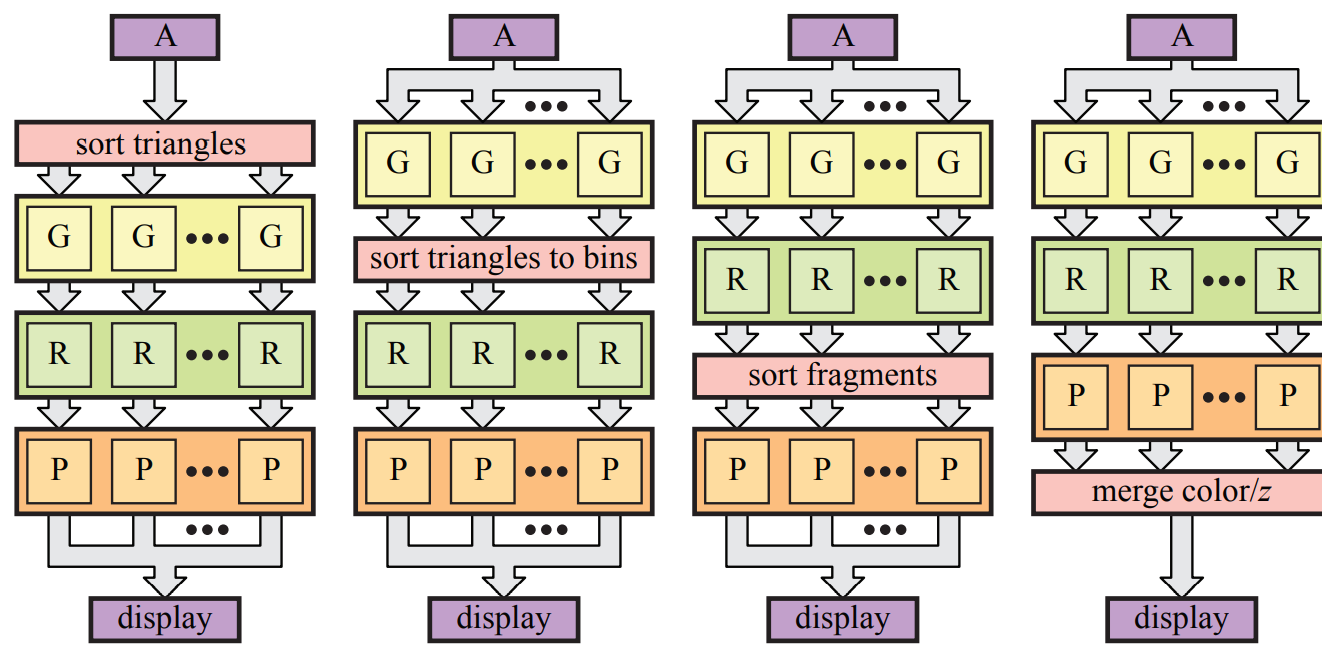 A
sort triangles
G G ••• G
R R ••• R
P P ••• P
•••
display
A
•••
G G ••• G
sort triangles to bins
R R ••• R
P P ••• P
•••
display
A
•••
G G ••• G
R R ••• R
sort fragments
P P ••• P
•••
display
A
•••
G G ••• G
R R ••• R
P P ••• P
merge color/z
display